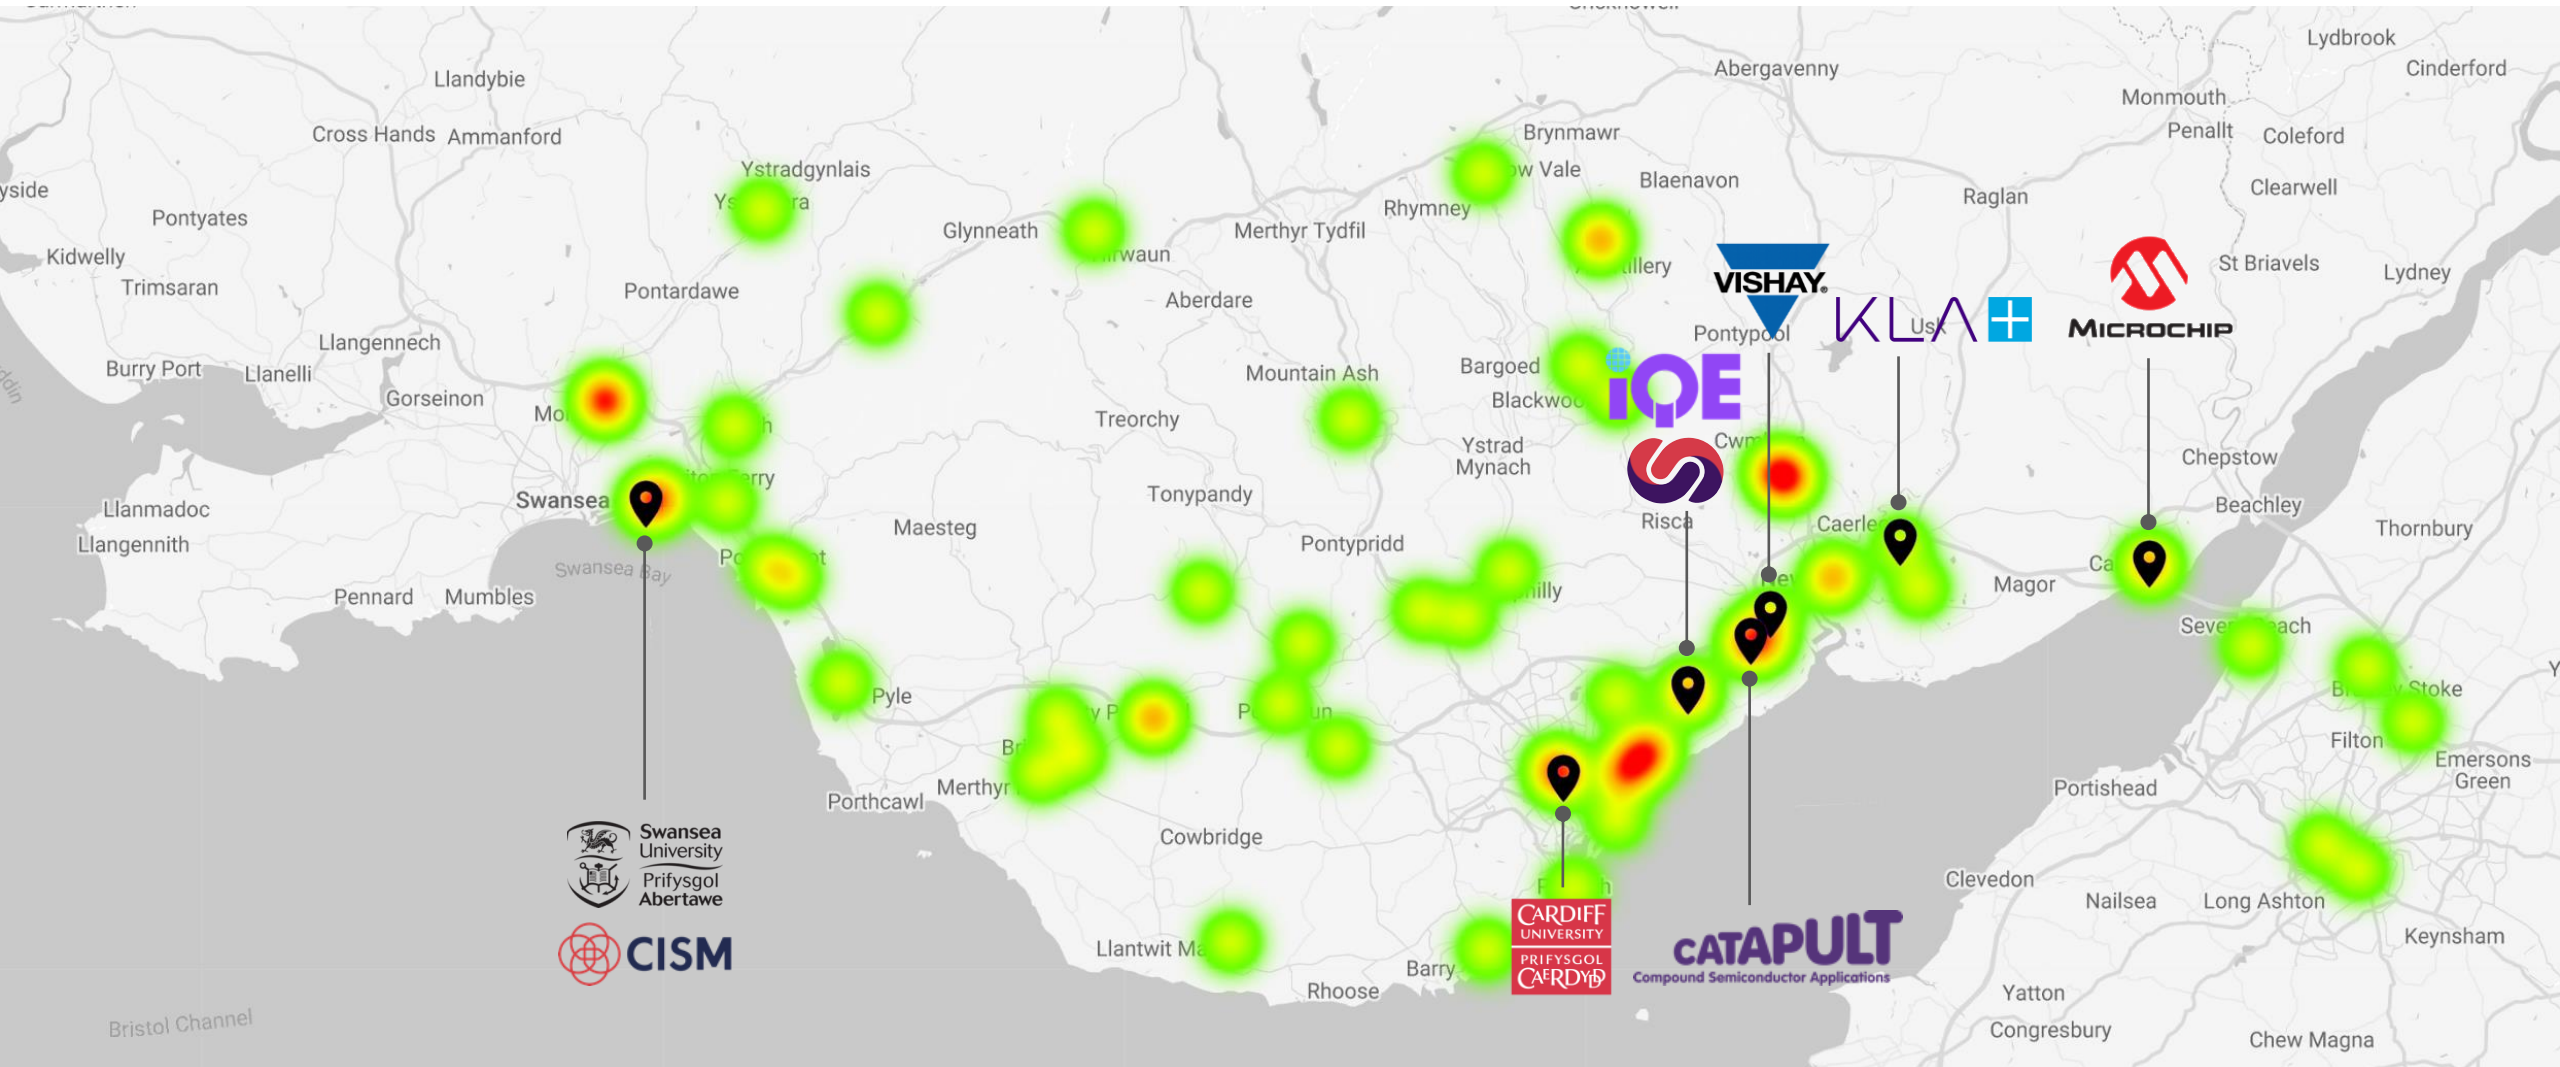 Lydbrook
Llandybie
Abergavenny
Cinderford
Monmouth
Cross Hands
Ammanford
Brynmawr
Penallt
Coleford
Ystradgynlais
Blaenavon
Clearwell
Raglan
Pontyates
Rhymney
Glynneath
Merthyr Tydfil
Kidwelly
St Briavels
Lydney
VISHAY®
Trimsaran
Pontardawe
Aberdare
KLA+
Usk
MICROCHIP
Pontypool
Llangennech
Burry Port
Llanelli
Mountain Ash
Bargoed
iQE
Gorseinon
Treorchy
Ystrad
Mynach
Chepstow
Swansea
Tonypandy
Beachley
Llanmadoc
Llangennith
Maesteg
Risca
Thornbury
Pontypridd
Swansea Bay
Magor
Pennard
Mumbles
Pyle
Filton
Emersons
Green
Merthyr
Porthcawl
Portishead
Cowbridge
Swansea
University
Prifysgol
Abertawe
CISM
Clevedon
Nailsea
Long Ashton
CARDIFF
UNIVERSITY
PRIFYSGOL
CAERDYDD
CATAPULT
Compound Semiconductor Applications
Keynsham
Llantwit
Barry
Rhoose
Yatton
Bristol Channel
Congresbury
Chew Magna